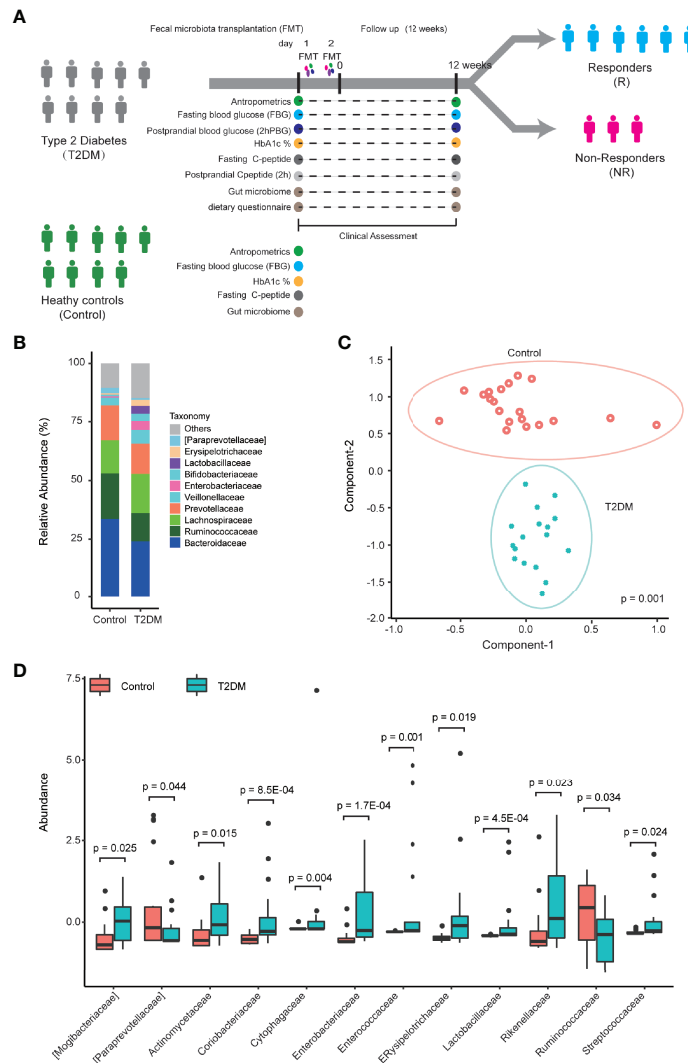 A
Fecal microbiota transplantation (FMT)
Follow up (12 weeks)
day 1 2
FMT FMT
0
12 weeks
Type 2 Diabetes
(T2DM)
Antropometrics
Fasting blood glucose (FBG)
Postprandial blood glucose (2hPBG)
HbA1c %
Fasting C-peptide
Postprandial Cpeptide (2h)
Gut microbiome
dietary questionnaire
Clinical Assessment
Responders
(R)
Non-Responders
(NR)
Heathy controls
(Control)
Antropometrics
Fasting blood glucose (FBG)
HbA1c %
Fasting C-peptide
Gut microbiome
B
Relative Abundance (%)
100
75
50
25
0
Control T2DM
Taxonomy
Others
[Paraprevotellaceae]
Erysipelotrichaceae
Lactobacillaceae
Bifidobacteriaceae
Enterobacteriaceae
Veillonellaceae
Prevotellaceae
Lachnospiraceae
Ruminococcaceae
Bacteroidaceae
C
Control
T2DM
p = 0.001
Component-2
1.5
1.0
0.5
0.0
-0.5
-1.0
-1.5
-2.0
-1.0 -0.5 0.0 0.5 1.0
Component-1
D
Control T2DM
Abundance
7.5
5.0
2.5
0.0
p = 0.025
p = 0.044
p = 0.015
p = 8.5E-04
p = 0.004
p = 1.7E-04
p = 0.001
p = 0.019
p = 4.5E-04
p = 0.023
p = 0.034
p = 0.024
[Mogibacteriaceae]
[Paraprevotellaceae]
Actinomycetaceae
Coriobacteriaceae
Cytophagaceae
Enterobacteriaceae
Enterococcaceae
ERysipelotrichaceae
Lactobacillaceae
Rikenellaceae
Ruminococcaceae
Streptococcaceae